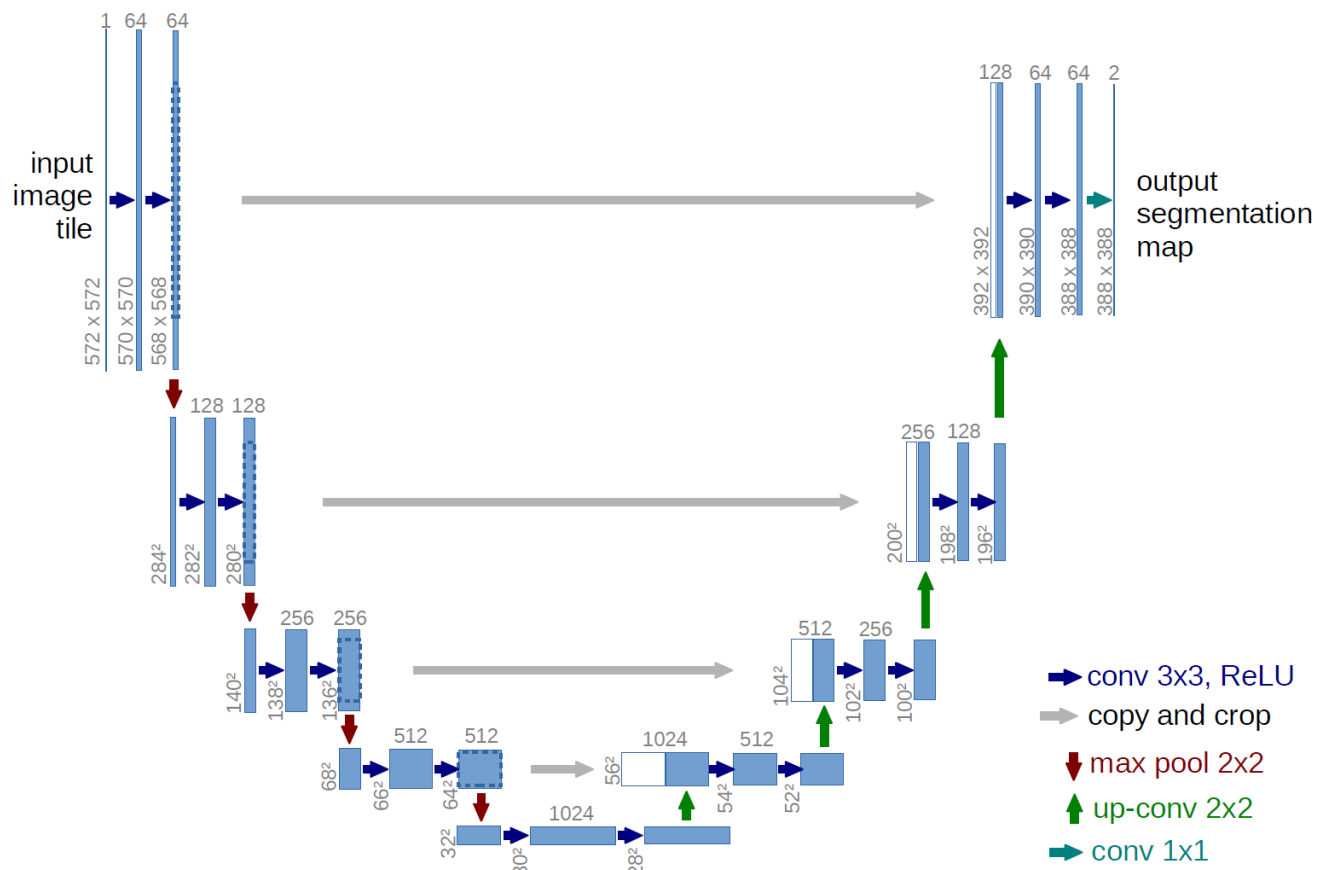 1 64 64
input
image
tile
572 x 572
570 x 570
568 x 568
128 64 64 2
output
segmentation
map
392 x 392
390 x 390
388 x 388
388 x 388
128 128
284²
282²
280²
256 128
200²
198²
196²
256 256
140²
138²
136²
512 256
104²
102²
100²
512 512
68²
66²
64²
1024 512
56²
54²
52²
1024
32²
conv 3x3, ReLU
copy and crop
max pool 2x2
up-conv 2x2
conv 1x1